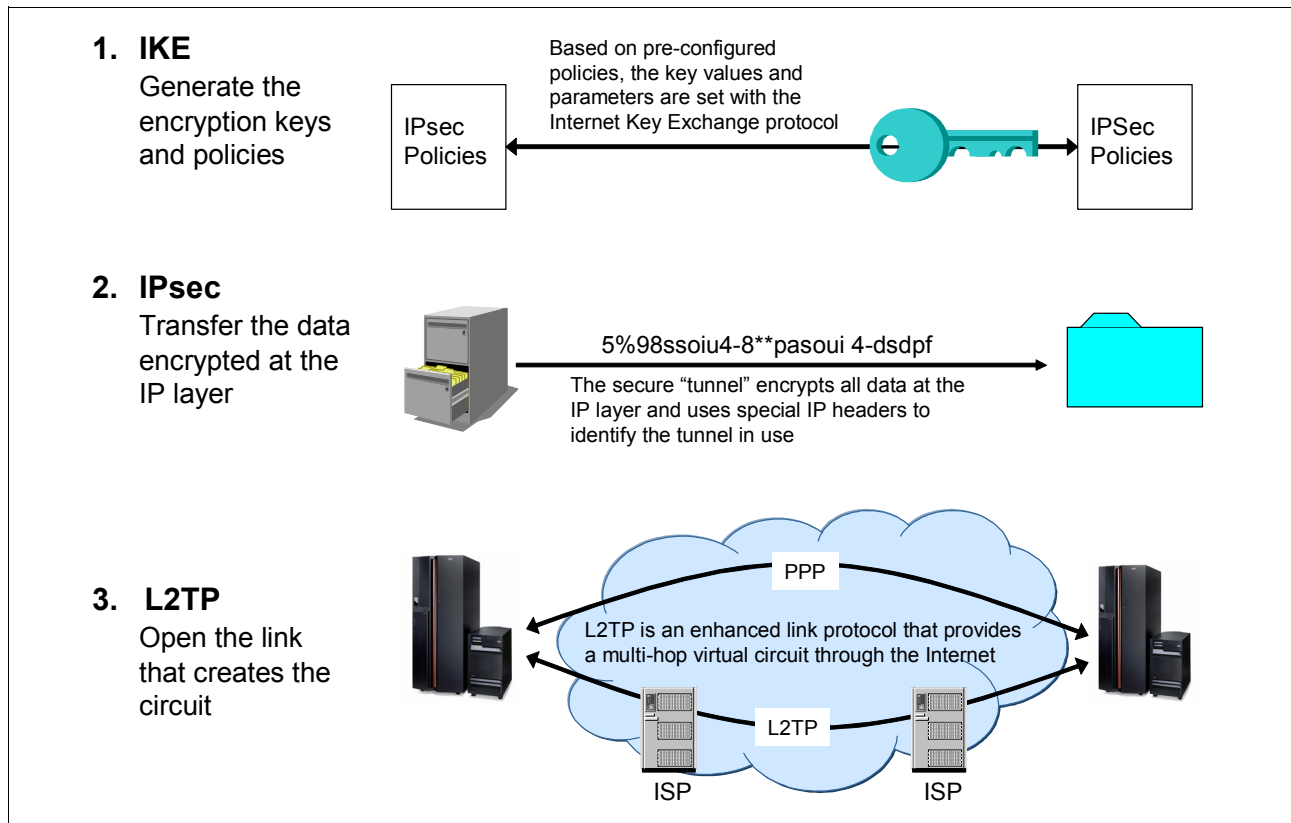 1. IKE
Generate the
encryption keys
and policies
IPsec
Policies
Based on pre-configured
policies, the key values and
parameters are set with the
Internet Key Exchange protocol
IPSec
Policies
2. IPsec
Transfer the data
encrypted at the
IP layer
5%98ssoiu4-8**pasoui 4-dsdpf
The secure “tunnel” encrypts all data at the
IP layer and uses special IP headers to
identify the tunnel in use
3. L2TP
Open the link
that creates the
circuit
PPP
L2TP is an enhanced link protocol that provides
a multi-hop virtual circuit through the Internet
L2TP
ISP
ISP